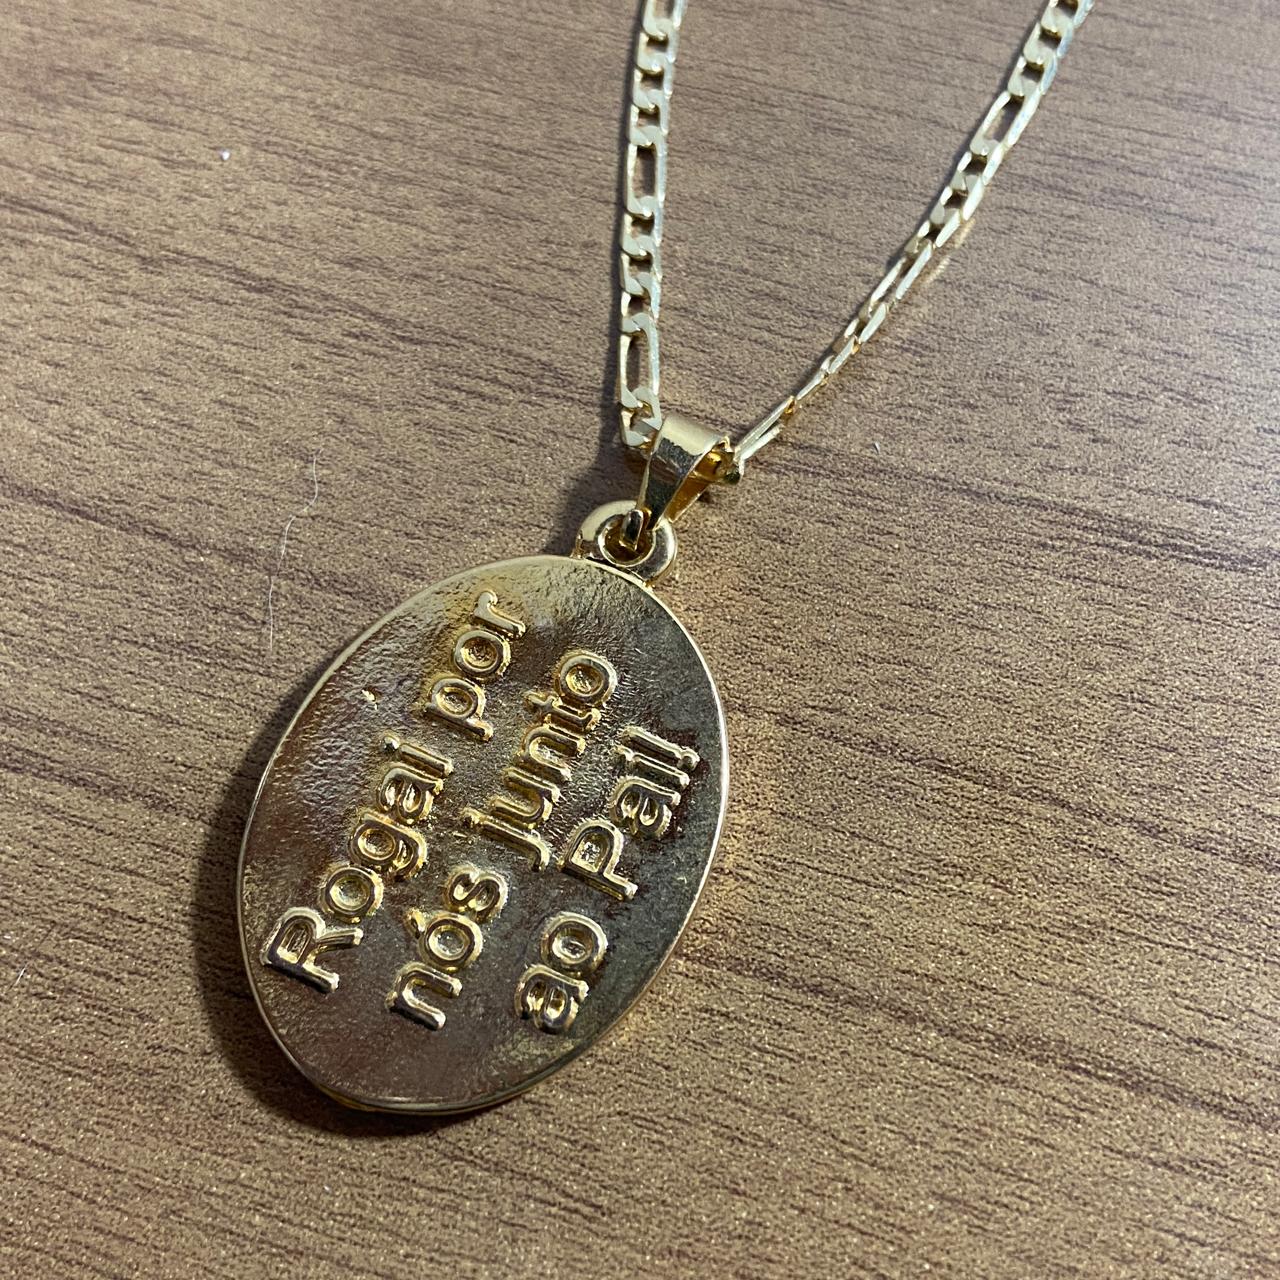 Rogai por
nós junto
ao Pai!